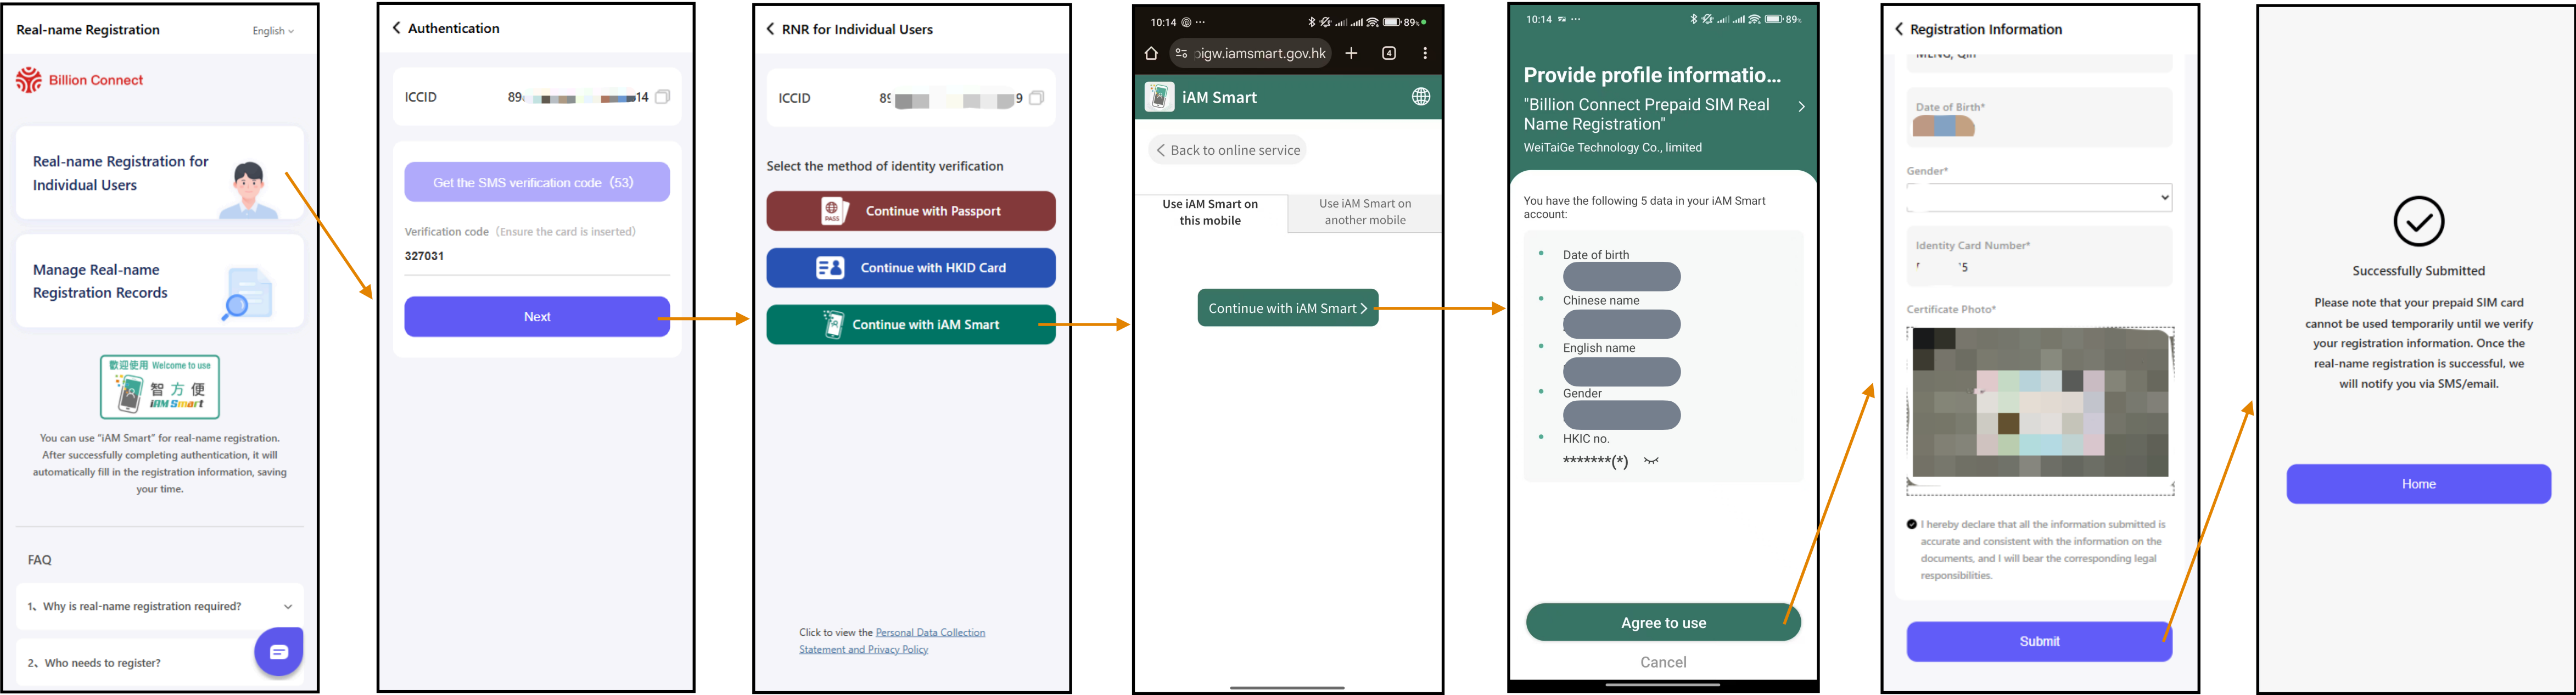 Real-name Registration
English
Billion Connect
Real-name Registration for
Individual Users
Manage Real-name
Registration Records
歡迎使用 Welcome to use
智方便
iAM Smart
You can use "iAM Smart" for real-name registration.
After successfully completing authentication, it will
automatically fill in the registration information, saving
your time.
FAQ
1、Why is real-name registration required?
2、Who needs to register?
Authentication
ICCID
89
14
Get the SMS verification code（53）
Verification code（Ensure the card is inserted）
327031
Next
RNR for Individual Users
ICCID
9
Select the method of identity verification
PASS
Continue with Passport
Continue with HKID Card
Continue with iAM Smart
Click to view the Personal Data Collection
Statement and Privacy Policy
10:14
89%
pigw.iamsmart.gov.hk
4
iAM Smart
Back to online service
Use iAM Smart on
this mobile
Use iAM Smart on
another mobile
Continue with iAM Smart
10:14
89%
Provide profile informatio...
"Billion Connect Prepaid SIM Real
Name Registration"
WeiTaiGe Technology Co., limited
You have the following 5 data in your iAM Smart
account:
Date of birth
Chinese name
English name
Gender
HKIC no.
*******(*)
Agree to use
Cancel
Registration Information
Date of Birth*
Gender*
Identity Card Number*
5
Certificate Photo*
I hereby declare that all the information submitted is
accurate and consistent with the information on the
documents, and I will bear the corresponding legal
responsibilities.
Submit
Successfully Submitted
Please note that your prepaid SIM card
cannot be used temporarily until we verify
your registration information. Once the
real-name registration is successful, we
will notify you via SMS/email.
Home